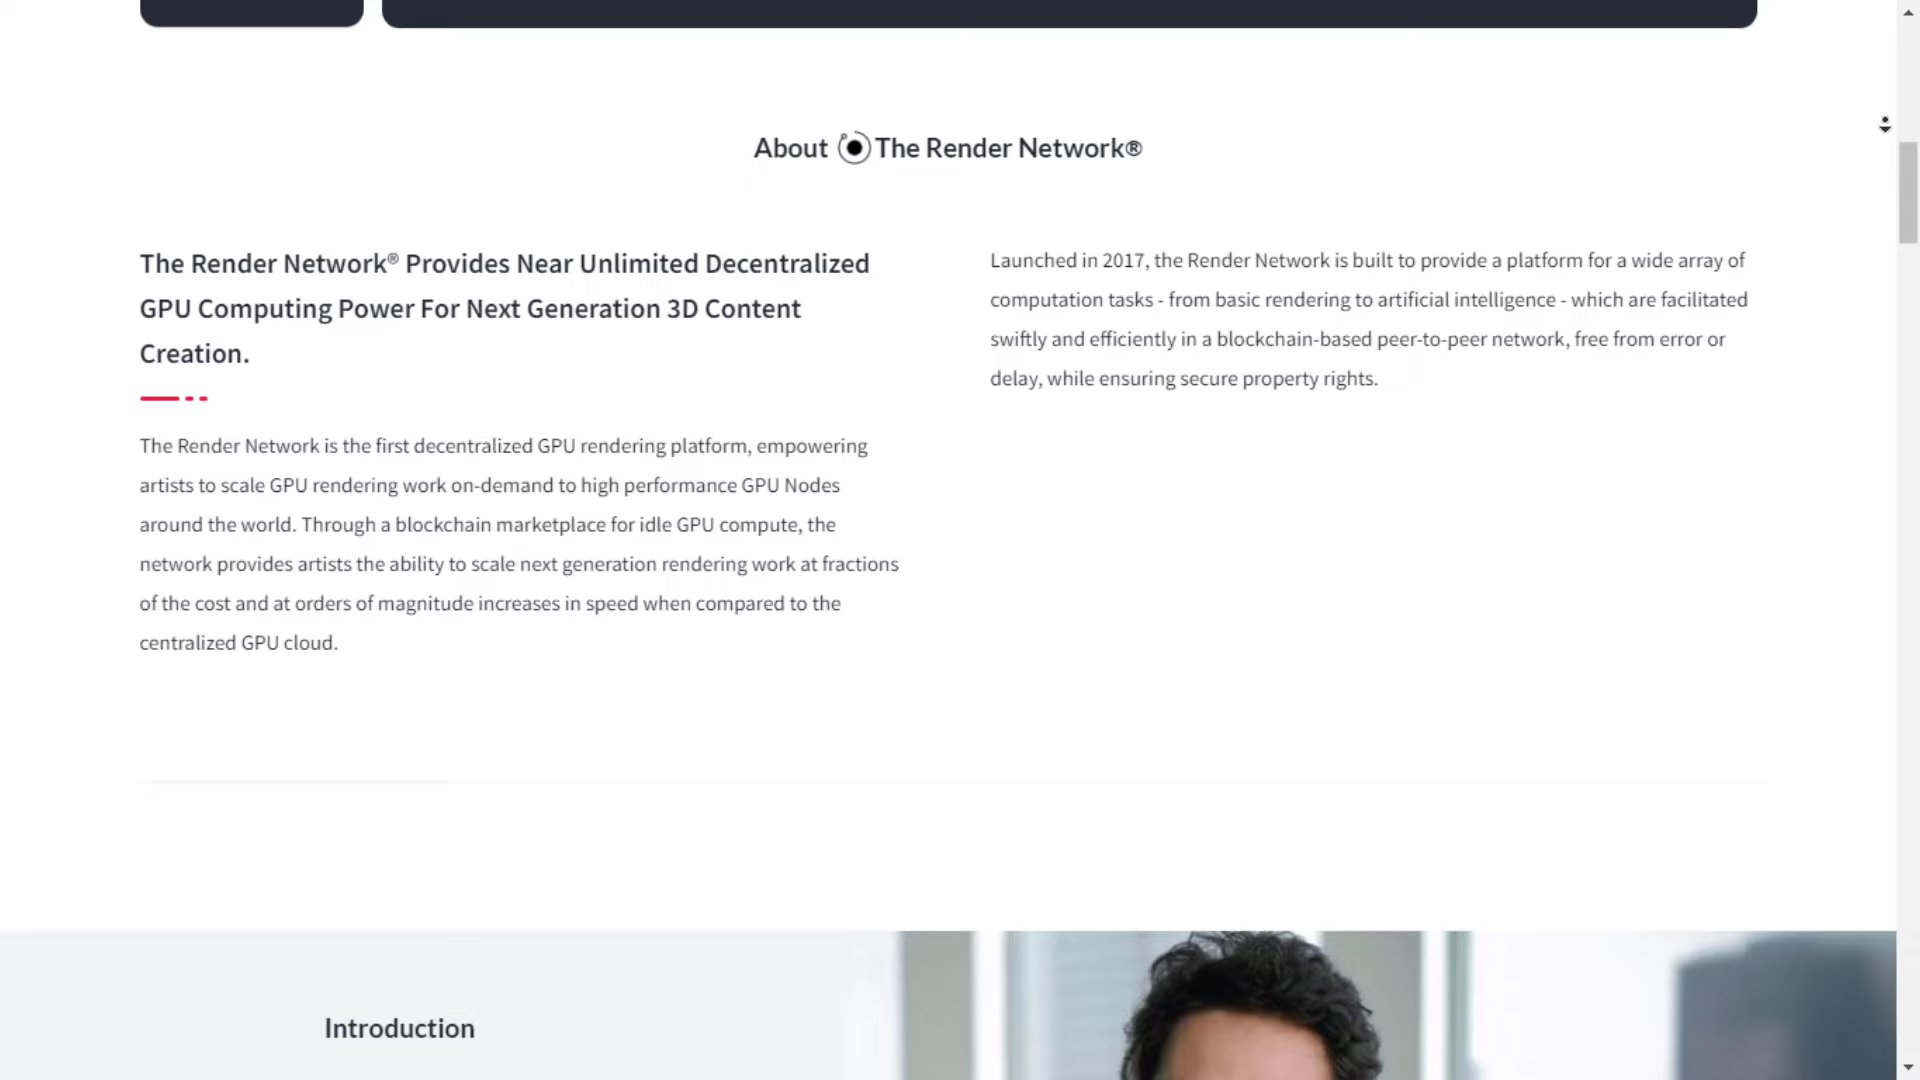 About The Render Network®
The Render Network® Provides Near Unlimited Decentralized
GPU Computing Power For Next Generation 3D Content
Creation.
The Render Network is the first decentralized GPU rendering platform, empowering
artists to scale GPU rendering work on-demand to high performance GPU Nodes
around the world. Through a blockchain marketplace for idle GPU compute, the
network provides artists the ability to scale next generation rendering work at fractions
of the cost and at orders of magnitude increases in speed when compared to the
centralized GPU cloud.
Launched in 2017, the Render Network is built to provide a platform for a wide array of
computation tasks - from basic rendering to artificial intelligence - which are facilitated
swiftly and efficiently in a blockchain-based peer-to-peer network, free from error or
delay, while ensuring secure property rights.
Introduction